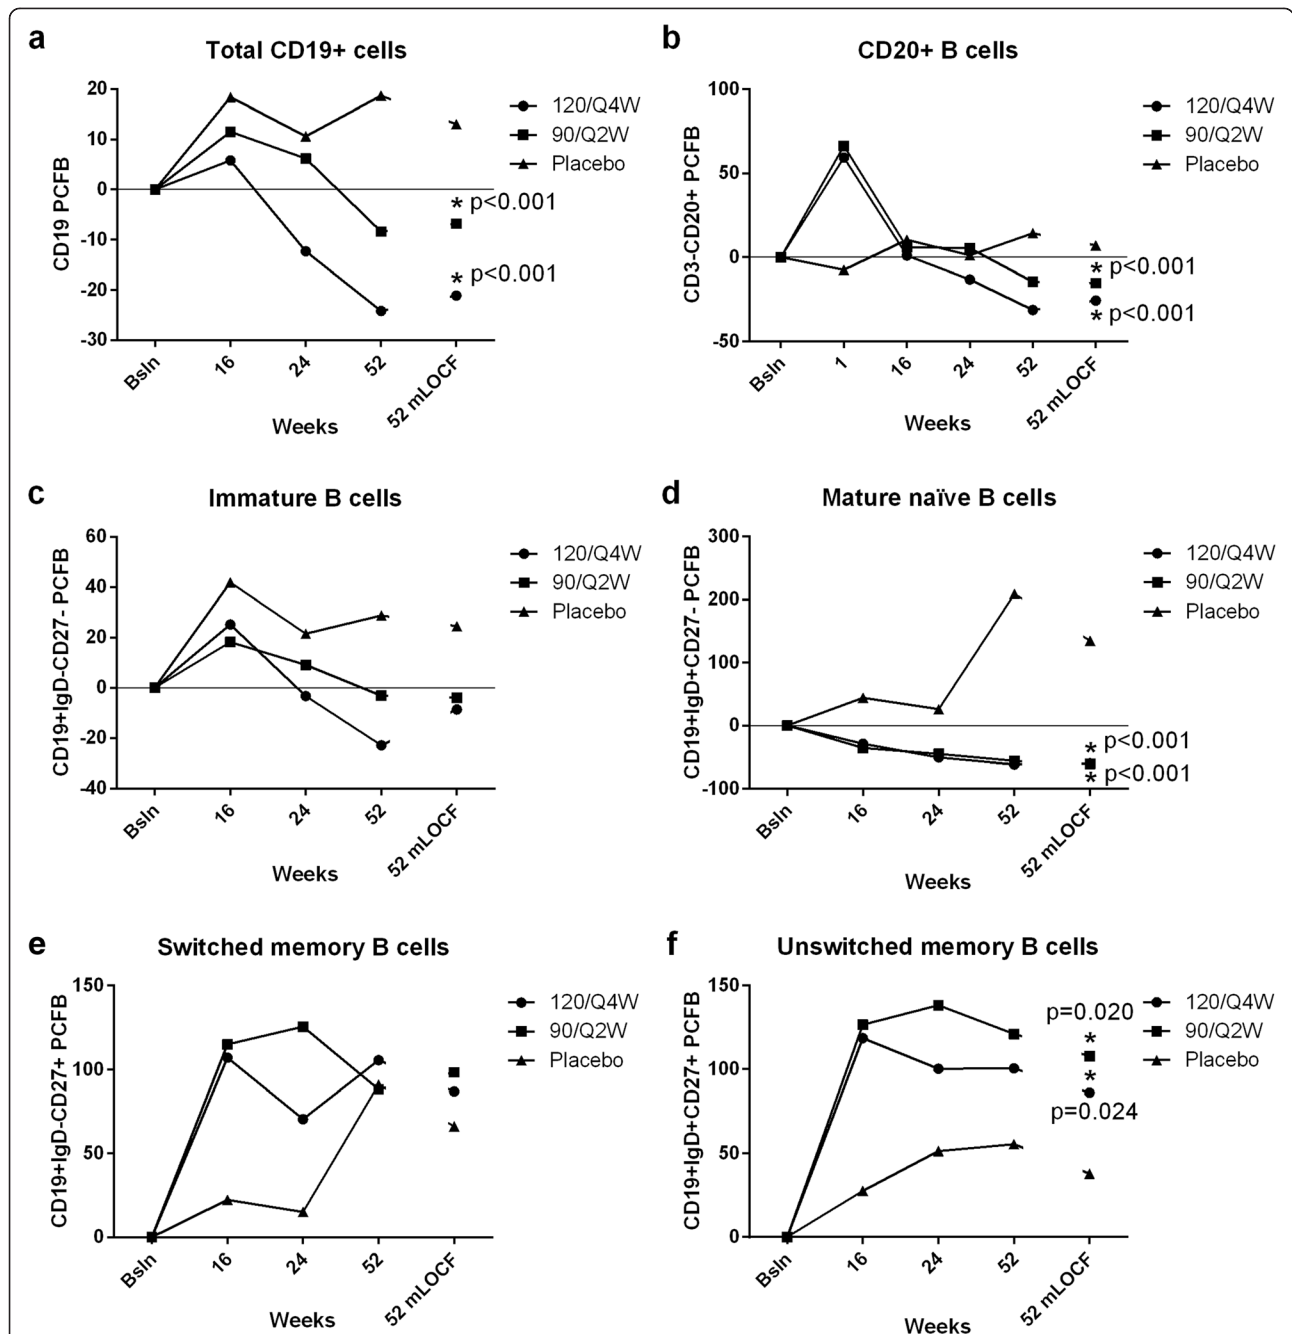 a
Total CD19+ cells
CD19 PCFB
20
10
0
-10
-20
-30
120/Q4W
90/Q2W
Placebo
* p<0.001
* p<0.001
Bsln
16
24
52
52 mLOCF
Weeks
b
CD20+ B cells
CD3-CD20+ PCFB
100
50
0
-50
120/Q4W
90/Q2W
Placebo
* p<0.001
* p<0.001
Bsln
1
16
24
52
52 mLOCF
Weeks
c
Immature B cells
CD19+IgD-CD27- PCFB
60
40
20
0
-20
-40
120/Q4W
90/Q2W
Placebo
Bsln
16
24
52
52 mLOCF
Weeks
d
Mature naïve B cells
CD19+IgD+CD27- PCFB
300
200
100
0
-100
120/Q4W
90/Q2W
Placebo
* p<0.001
* p<0.001
Bsln
16
24
52
52 mLOCF
Weeks
e
Switched memory B cells
CD19+IgD-CD27+ PCFB
150
100
50
0
120/Q4W
90/Q2W
Placebo
Bsln
16
24
52
52 mLOCF
Weeks
f
Unswitched memory B cells
CD19+IgD+CD27+ PCFB
150
100
50
0
120/Q4W
90/Q2W
Placebo
p=0.020
*
*
p=0.024
Bsln
16
24
52
52 mLOCF
Weeks